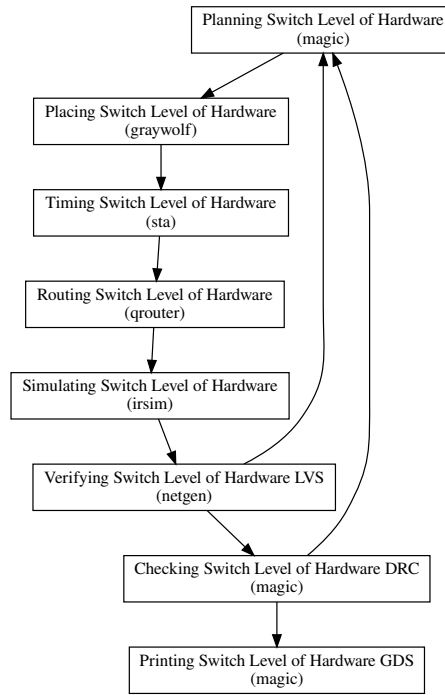 Planning Switch Level of Hardware
(magic)
Placing Switch Level of Hardware
(graywolf)
Timing Switch Level of Hardware
(sta)
Routing Switch Level of Hardware
(qrouter)
Simulating Switch Level of Hardware
(irsim)
Verifying Switch Level of Hardware LVS
(netgen)
Checking Switch Level of Hardware DRC
(magic)
Printing Switch Level of Hardware GDS
(magic)